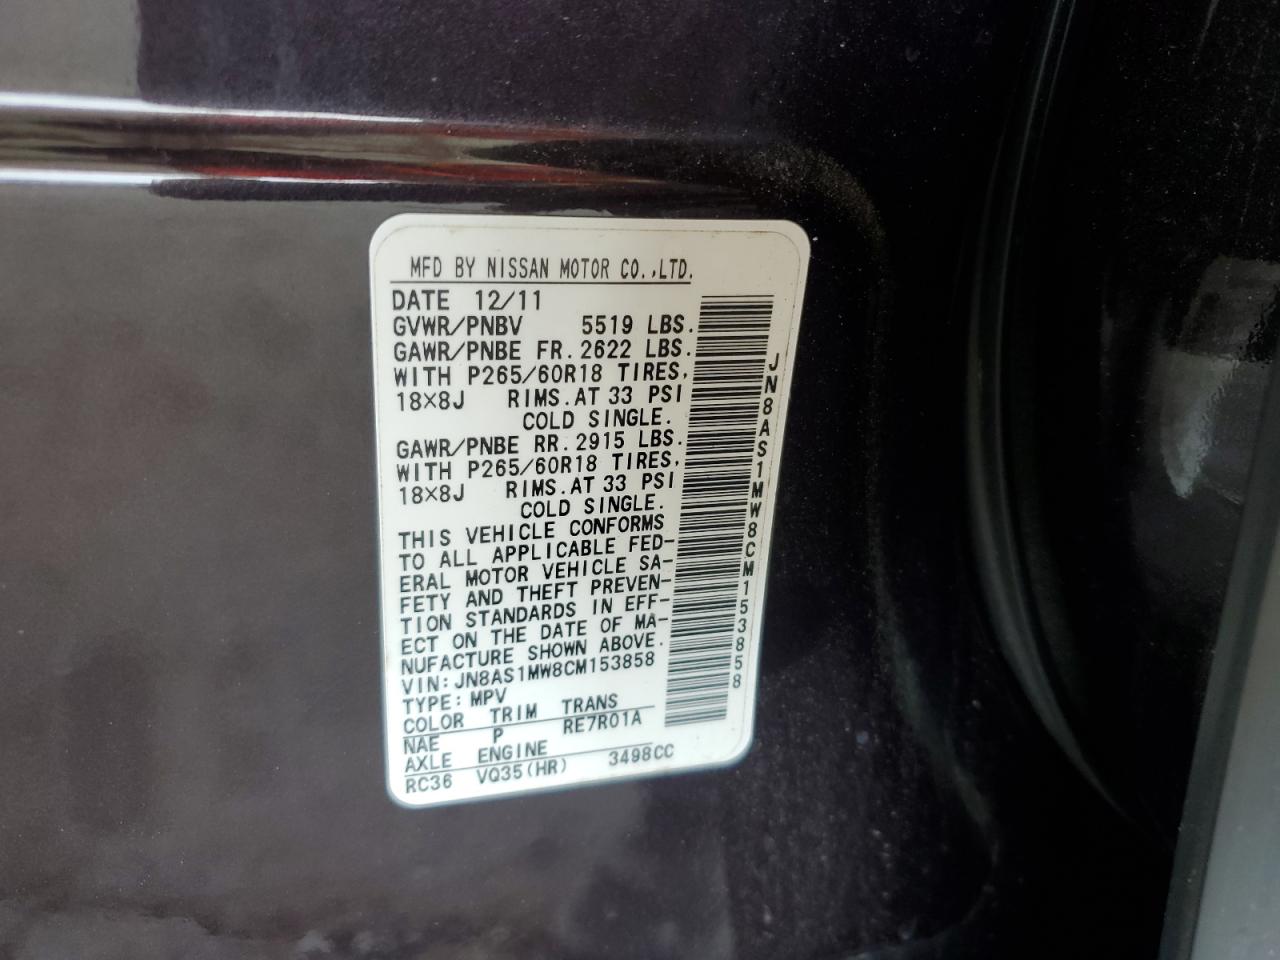 MFD BY NISSAN MOTOR CO.,LTD.
DATE 12/11
GVWR/PNBV 5519 LBS.
GAWR/PNBE FR. 2622 LBS.
WITH P265/60R18 TIRES,
18×8J RIMS. AT 33 PSI
COLD SINGLE.
GAWR/PNBE RR. 2915 LBS.
WITH P265/60R18 TIRES,
18×8J RIMS. AT 33 PSI
COLD SINGLE.
THIS VEHICLE CONFORMS
TO ALL APPLICABLE FED-
ERAL MOTOR VEHICLE SA-
FETY AND THEFT PREVEN-
TION STANDARDS IN EFF-
ECT ON THE DATE OF MA-
NUFACTURE SHOWN ABOVE.
VIN: JN8AS1MW8CM153858
TYPE: MPV
COLOR TRIM TRANS
NAE P RE7R01A
AXLE ENGINE
RC36 VQ35(HR) 3498CC
JN8AS1MW8CM153858